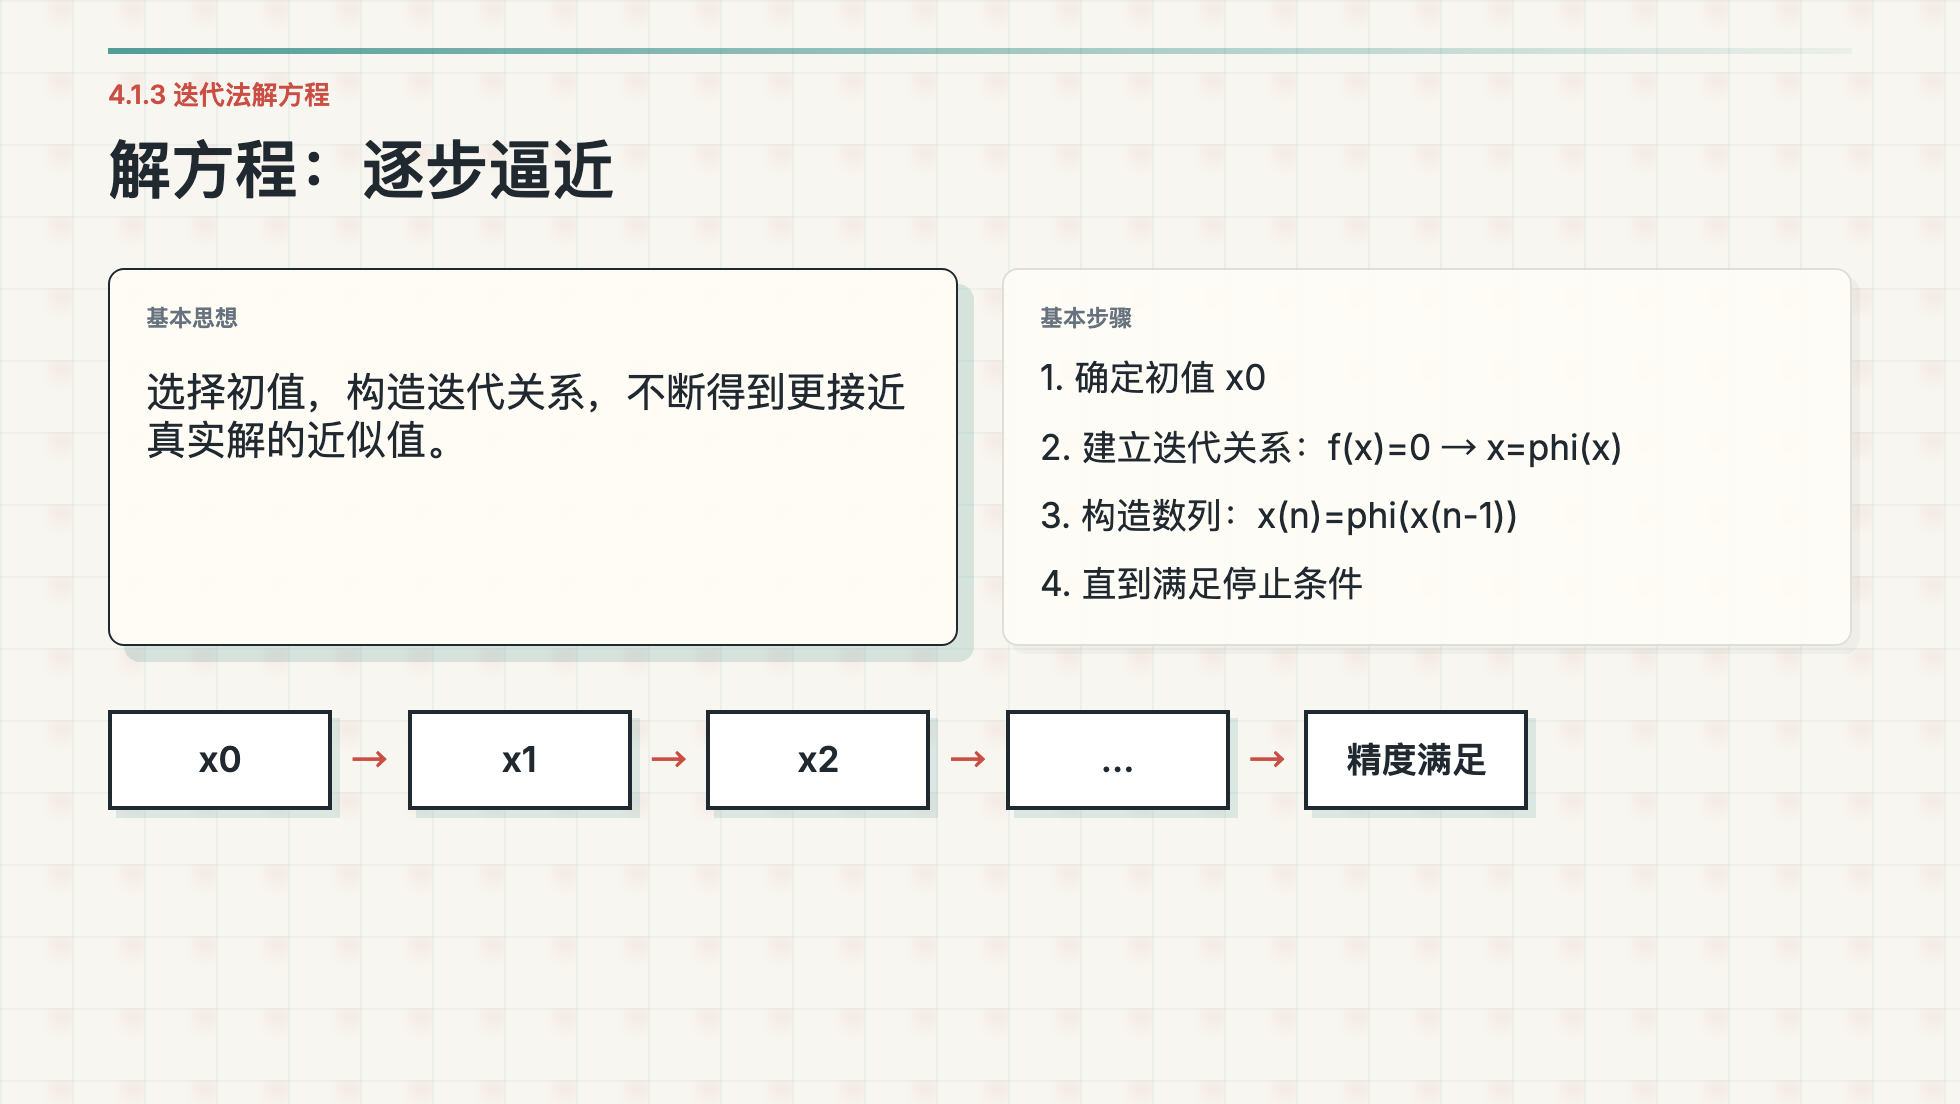 4.1.3 迭代法解方程
解方程：逐步逼近
基本思想
选择初值，构造迭代关系，不断得到更接近
真实解的近似值。
基本步骤
1. 确定初值 x0
2. 建立迭代关系：f(x)=0 → x=phi(x)
3. 构造数列：x(n)=phi(x(n-1))
4. 直到满足停止条件
x0 → x1 → x2 → ... → 精度满足